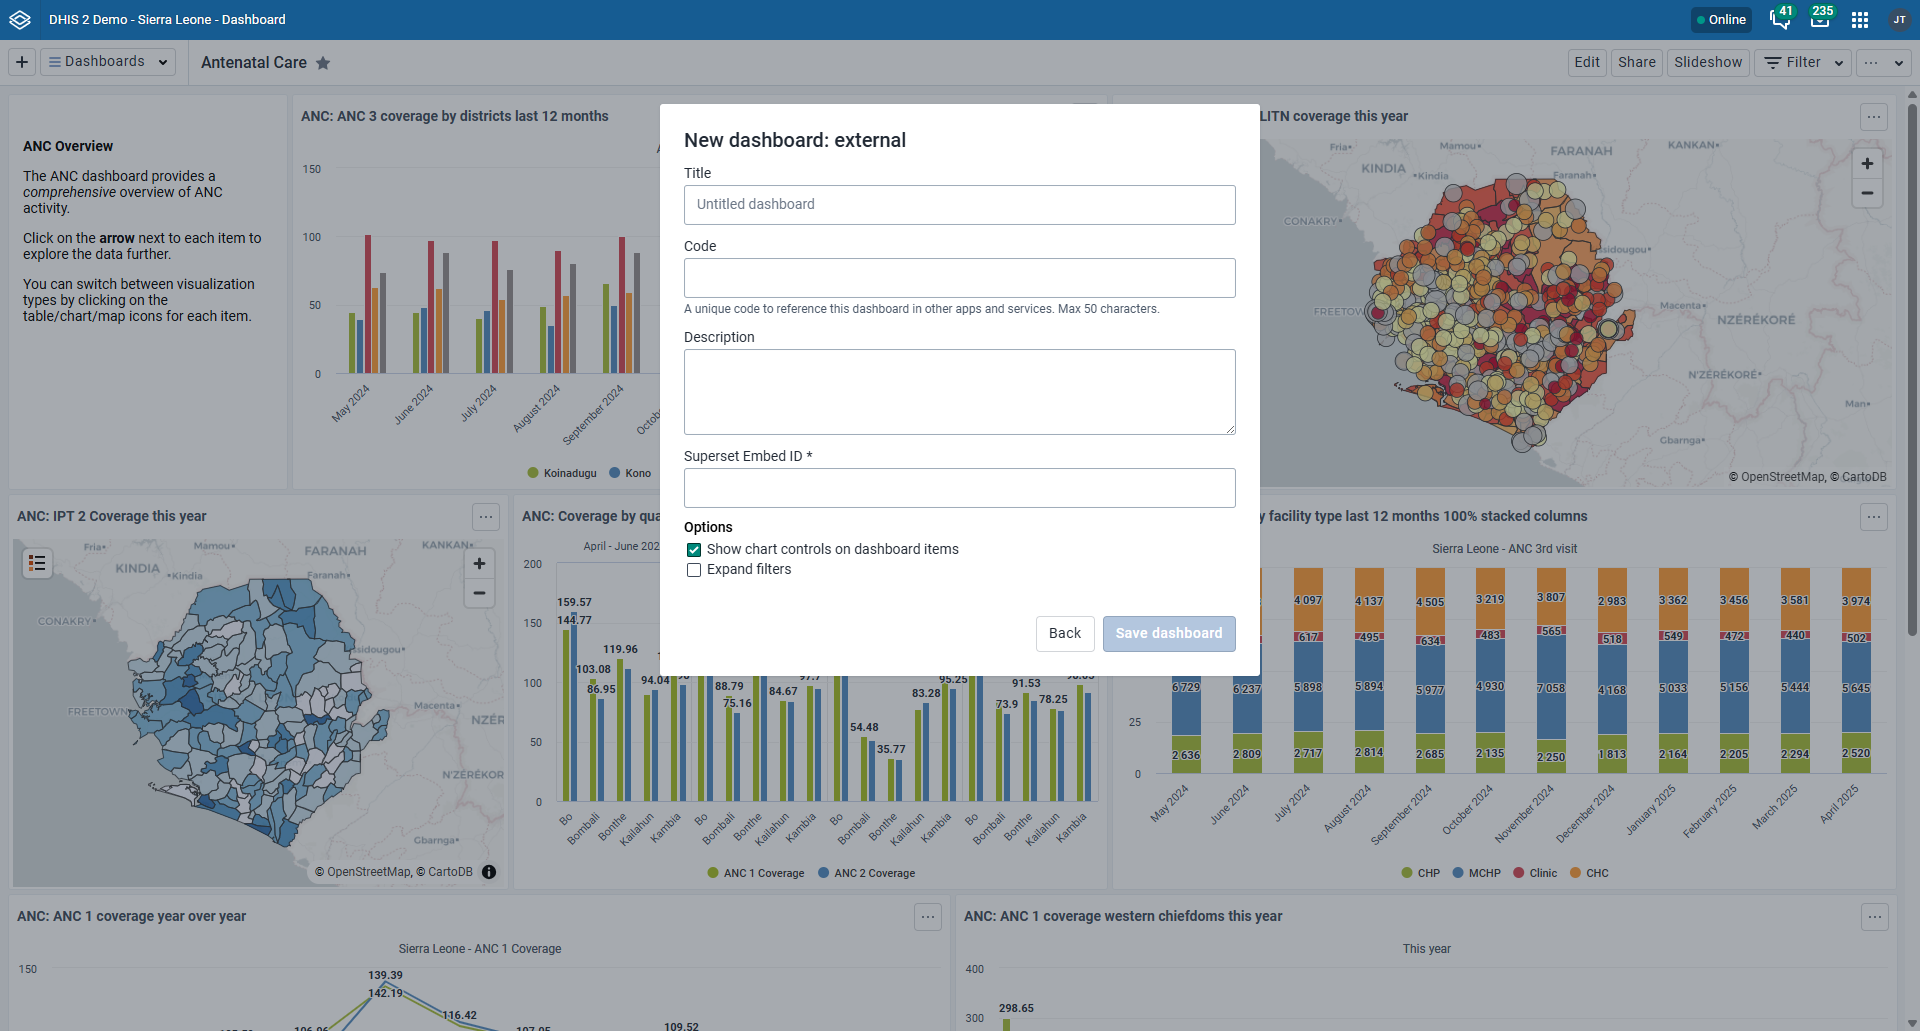 DHIS 2 Demo - Sierra Leone - Dashboard
Online
41
235
JT
Dashboards
Antenatal Care
Edit
Share
Slideshow
Filter
ANC Overview
The ANC dashboard provides a
comprehensive overview of ANC
activity.
Click on the arrow next to each item to
explore the data further.
You can switch between visualization
types by clicking on the
table/chart/map icons for each item.
ANC: ANC 3 coverage by districts last 12 months
150
100
50
0
May 2024
June 2024
July 2024
August 2024
September 2024
Koinadugu
Kono
New dashboard: external
Title
Untitled dashboard
Code
A unique code to reference this dashboard in other apps and services. Max 50 characters.
Description
Superset Embed ID *
Options
Show chart controls on dashboard items
Expand filters
Back
Save dashboard
LITN coverage this year
Fria
Mamou
FARANAH
KANKAN
KINDIA
Kindia
Faranah
CONAKRY
ssidougou
FREETOW
Macenta
NZÉRÉKORÉ
N'ZÉRÉKORÉ
Man
Gbarnga
© OpenStreetMap, © CartoDB
ANC: IPT 2 Coverage this year
Fria
Mamou
FARANAH
KANKAN
KINDIA
Kindia
Faranah
CONAKRY
ssidougou
FREETOWN
Macenta
NZÉR
N'ZÉRÉKOR
Gbarnga
© OpenStreetMap, © CartoDB
ANC: Coverage by qua
April - June 202
200
150
100
50
0
159.57
144.77
103.08
86.95
119.96
94.04
88.79
75.16
84.67
97.7
54.48
35.77
83.28
95.25
73.9
91.53
78.25
Bo
Bombali
Bonthe
Kailahun
Kambia
Bo
Bombali
Bonthe
Kailahun
Kambia
Bo
Bombali
Bonthe
Kailahun
Kambia
Bo
Bombali
Bonthe
Kailahun
Kambia
ANC 1 Coverage
ANC 2 Coverage
y facility type last 12 months 100% stacked columns
Sierra Leone - ANC 3rd visit
4 097
4 137
4 505
3 219
3 807
2 983
3 362
3 456
3 581
3 974
617
495
634
483
565
518
549
472
440
502
6 729
6 237
5 898
5 894
5 977
4 930
7 058
4 168
5 033
5 156
5 444
5 645
25
2 636
2 809
2 717
2 814
2 685
2 135
2 250
1 813
2 164
2 205
2 294
2 520
0
May 2024
June 2024
July 2024
August 2024
September 2024
October 2024
November 2024
December 2024
January 2025
February 2025
March 2025
April 2025
CHP
MCHP
Clinic
CHC
ANC: ANC 1 coverage year over year
Sierra Leone - ANC 1 Coverage
150
139.39
142.19
116.42
106.06
107.05
109.52
ANC: ANC 1 coverage western chiefdoms this year
This year
400
300
298.65